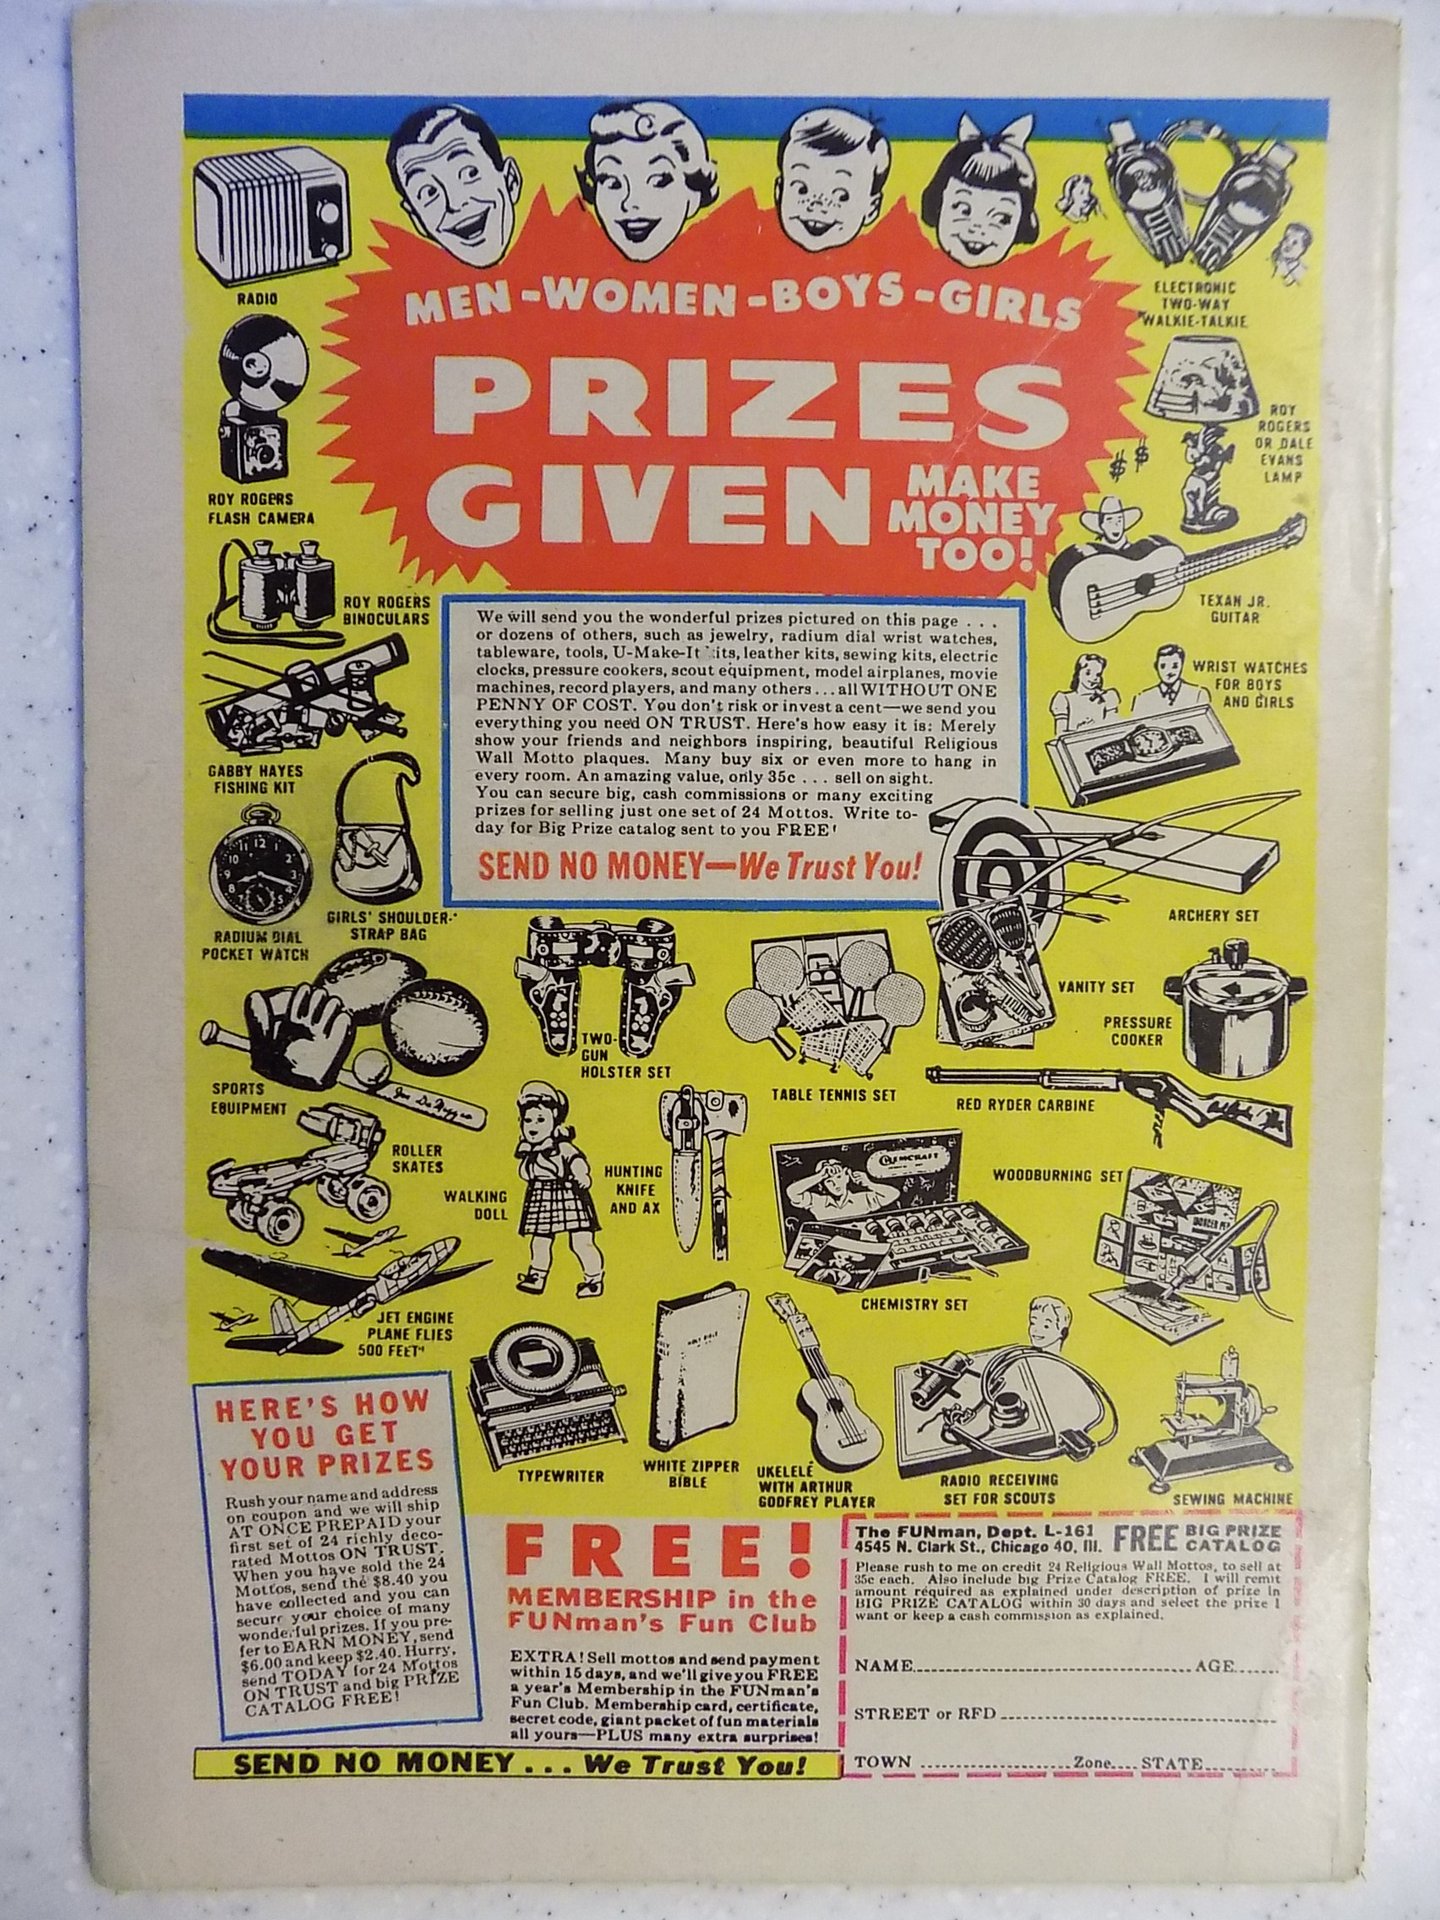 MEN-WOMEN-BOYS-GIRLS
PRIZES
GIVEN
MAKE
MONEY
TOO!
RADIO
ROY ROGERS
FLASH CAMERA
ROY ROGERS
BINOCULARS
GABBY HAYES
FISHING KIT
RADIUM DIAL
POCKET WATCH
GIRLS' SHOULDER-
STRAP BAG
ELECTRONIC
TWO-WAY
WALKIE-TALKIE
ROY
ROGERS
OR DALE
EVANS
LAMP
$ $
TEXAN JR.
GUITAR
WRIST WATCHES
FOR BOYS
AND GIRLS
We will send you the wonderful prizes pictured on this page . . .
or dozens of others, such as jewelry, radium dial wrist watches,
tableware, tools, U-Make-It its, leather kits, sewing kits, electric
clocks, pressure cookers, scout equipment, model airplanes, movie
machines, record players, and many others . . . all WITHOUT ONE
PENNY OF COST. You don't risk or invest a cent—we send you
everything you need ON TRUST. Here's how easy it is: Merely
show your friends and neighbors inspiring, beautiful Religious
Wall Motto plaques. Many buy six or even more to hang in
every room. An amazing value, only 35c . . . sell on sight.
You can secure big, cash commissions or many exciting
prizes for selling just one set of 24 Mottos. Write to-
day for Big Prize catalog sent to you FREE!
SEND NO MONEY—We Trust You!
ARCHERY SET
VANITY SET
PRESSURE
COOKER
TWO-
GUN
HOLSTER SET
TABLE TENNIS SET
RED RYDER CARBINE
SPORTS
EQUIPMENT
ROLLER
SKATES
WALKING
DOLL
HUNTING
KNIFE
AND AX
CHEMCRAFT
CHEMISTRY SET
WOODBURNING SET
JET ENGINE
PLANE FLIES
500 FEET
TYPEWRITER
HOLY BIBLE
WHITE ZIPPER
BIBLE
UKELELE
WITH ARTHUR
GODFREY PLAYER
RADIO RECEIVING
SET FOR SCOUTS
SEWING MACHINE
HERE'S HOW
YOU GET
YOUR PRIZES
Rush your name and address
on coupon and we will ship
AT ONCE PREPAID your
first set of 24 richly deco-
rated Mottos ON TRUST.
When you have sold the 24
Mottos, send the $8.40 you
have collected and you can
secure your choice of many
wonderful prizes. If you pre-
fer to EARN MONEY, send
$6.00 and keep $2.40. Hurry,
send TODAY for 24 Mottos
ON TRUST and big PRIZE
CATALOG FREE!
FREE!
MEMBERSHIP in the
FUNman's Fun Club
EXTRA! Sell mottos and send payment
within 15 days, and we'll give you FREE
a year's Membership in the FUNman's
Fun Club. Membership card, certificate,
secret code, giant packet of fun materials
all yours—PLUS many extra surprises!
SEND NO MONEY . . . We Trust You!
The FUNman, Dept. L-161
4545 N. Clark St., Chicago 40, Ill.
FREE BIG PRIZE
CATALOG
Please rush to me on credit 24 Religious Wall Mottos, to sell at
35c each. Also include big Prize Catalog FREE. I will remit
amount required as explained under description of prize in
BIG PRIZE CATALOG within 30 days and select the prize I
want or keep a cash commission as explained.
NAME AGE
STREET or RFD
TOWN Zone STATE